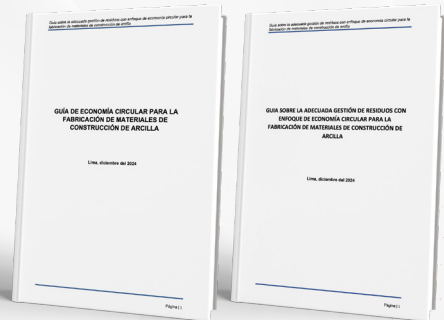 Guía sobre la adecuada gestión de residuos con enfoque de economía circular para la
fabricación de materiales de construcción de arcilla
GUÍA DE ECONOMÍA CIRCULAR PARA LA
FABRICACIÓN DE MATERIALES DE
CONSTRUCCIÓN DE ARCILLA
Lima, diciembre del 2024
Página | 1
Guía sobre la adecuada gestión de residuos con enfoque de economía circular para la
fabricación de materiales de construcción de arcilla
GUIA SOBRE LA ADECUADA GESTIÓN DE RESIDUOS CON
ENFOQUE DE ECONOMÍA CIRCULAR PARA LA
FABRICACIÓN DE MATERIALES DE CONSTRUCCIÓN DE
ARCILLA
Lima, diciembre del 2024
Página | 1